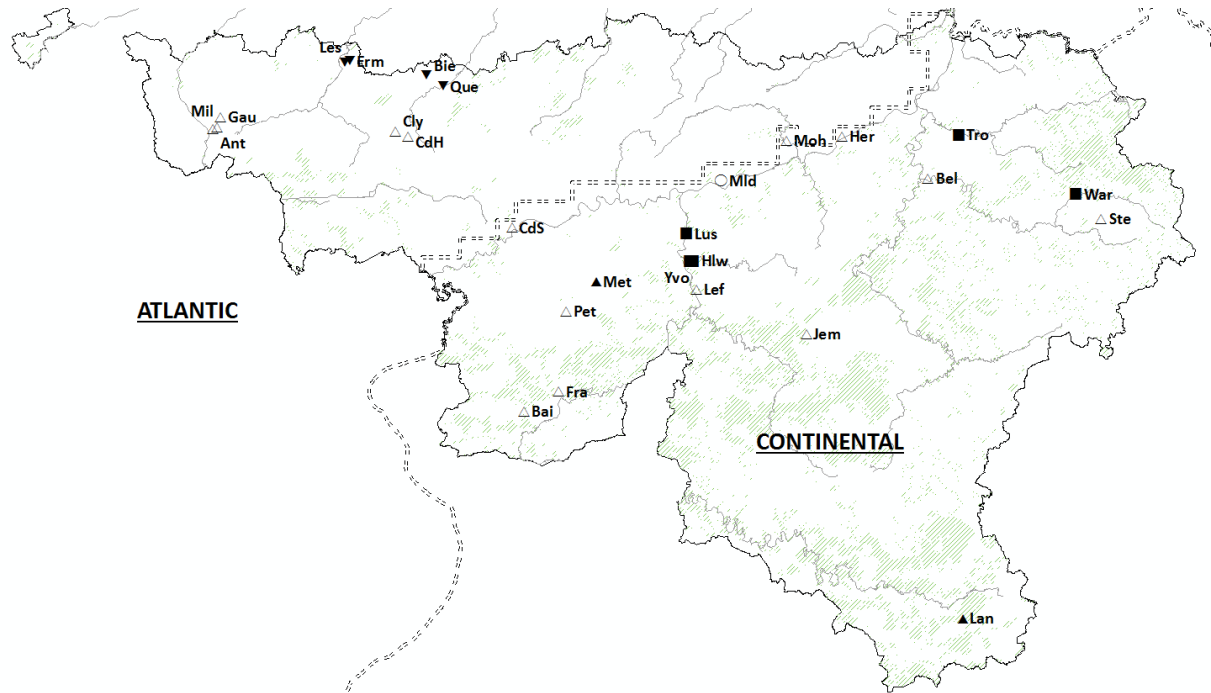 Les
Erm
Bie
Que
Mil
Gau
Ant
Cly
CdH
Moh
Her
Tro
Mld
Bel
War
Ste
CdS
Lus
Hlw
Yvo
Met
Lef
ATLANTIC
Pet
Jem
Fra
Bai
CONTINENTAL
Lan